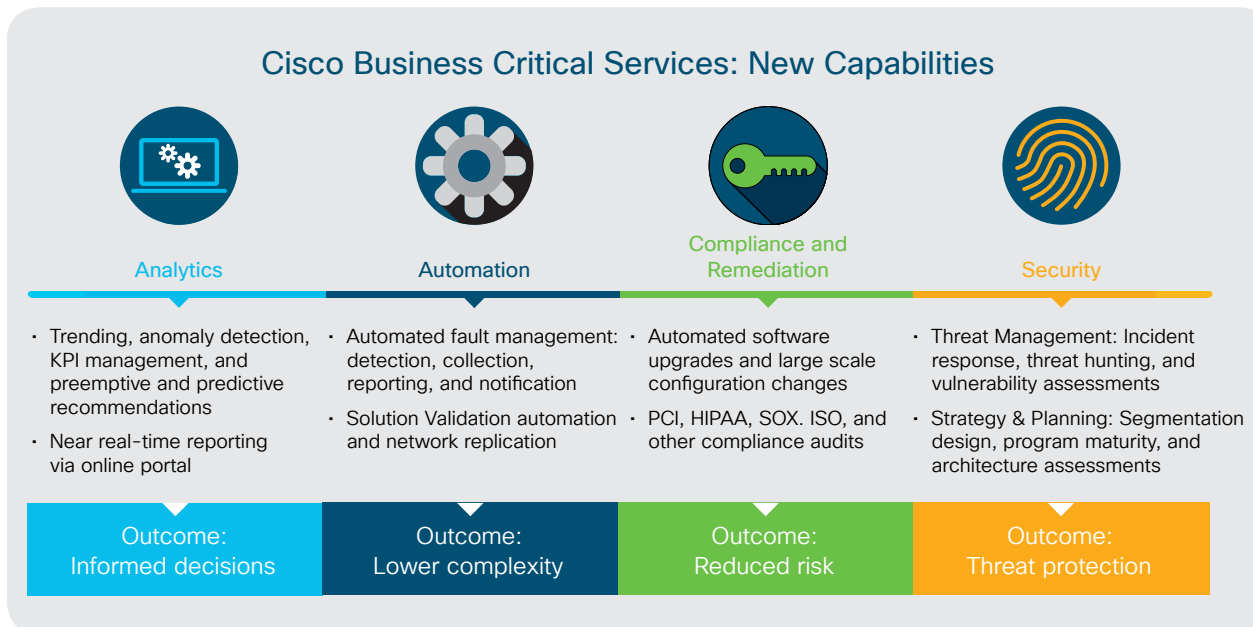 Cisco Business Critical Services: New Capabilities
Analytics
· Trending, anomaly detection,
KPI management, and
preemptive and predictive
recommendations
· Near real-time reporting
via online portal
Outcome:
Informed decisions
Automation
· Automated fault management:
detection, collection,
reporting, and notification
· Solution Validation automation
and network replication
Outcome:
Lower complexity
Compliance and
Remediation
· Automated software
upgrades and large scale
configuration changes
· PCI, HIPAA, SOX. ISO, and
other compliance audits
Outcome:
Reduced risk
Security
· Threat Management: Incident
response, threat hunting, and
vulnerability assessments
· Strategy & Planning: Segmentation
design, program maturity, and
architecture assessments
Outcome:
Threat protection